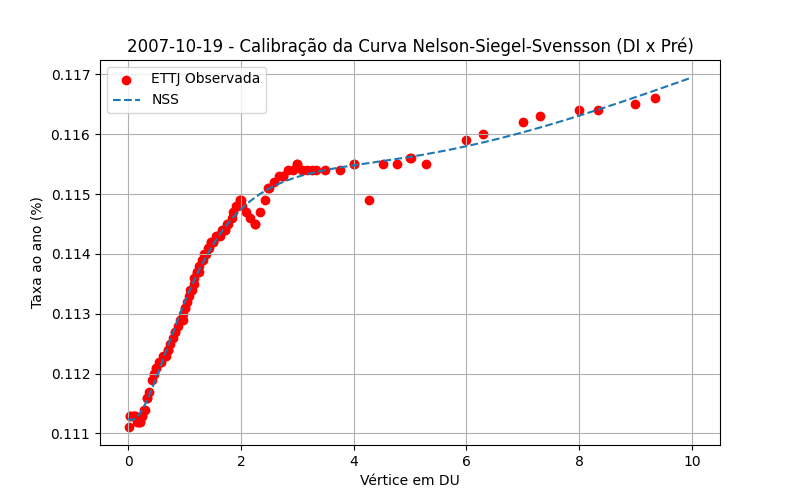 2007-10-19 - Calibração da Curva Nelson-Siegel-Svensson (DI x Pré)
ETTJ Observada
NSS
Taxa ao ano (%)
0.117
0.116
0.115
0.114
0.113
0.112
0.111
0 2 4 6 8 10
Vértice em DU